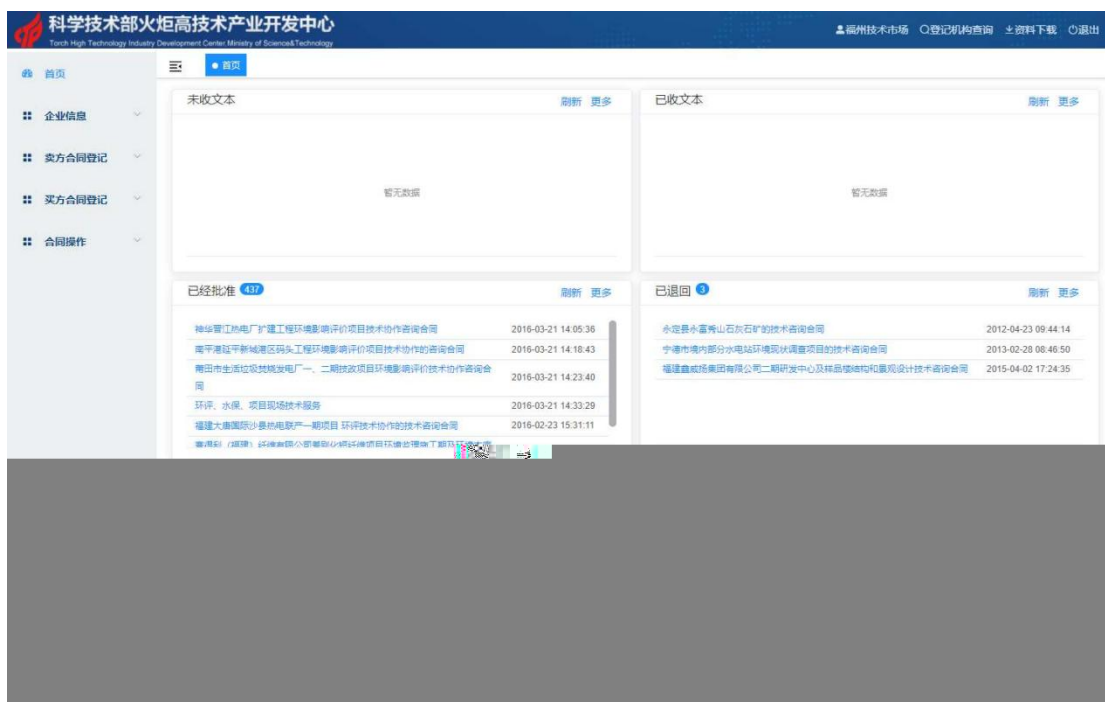 科学技术部火炬高技术产业开发中心
Torch High Technology Industry Development Center, Ministry of Science&Technology
福州技术市场 登记机构查询 资料下载 退出
首页
首页
企业信息
卖方合同登记
买方合同登记
合同操作
未收文本 刷新 更多
暂无数据
已收文本 刷新 更多
暂无数据
已经批准 437 刷新 更多
神华晋江热电厂扩建工程环境影响评价项目技术协作咨询合同 2016-03-21 14:05:36
南平港延平新城港区码头工程环境影响评价项目技术协作的咨询合同 2016-03-21 14:18:43
莆田市生活垃圾焚烧发电厂一、二期技改项目环境影响评价技术协作咨询合
同 2016-03-21 14:23:40
环评、水保、项目现场技术服务 2016-03-21 14:33:29
福建大唐国际沙县热电联产一期项目 环评技术协作的技术咨询合同 2016-02-23 15:31:11
已退回 3 刷新 更多
永定县永富秀山石灰石矿的技术咨询合同 2012-04-23 09:44:14
宁德市境内部分水电站环境现状调查项目的技术咨询合同 2013-02-28 08:46:50
福建鑫威扬集团有限公司二期研发中心及样品楼结构和景观设计技术咨询合同 2015-04-02 17:24:35